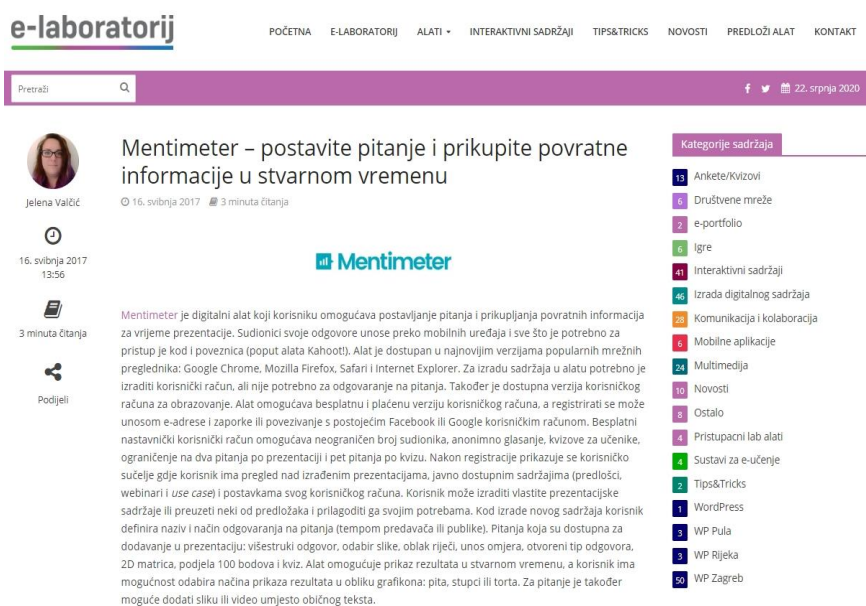 e-laboratorij
POČETNA E-LABORATORIJ ALATI INTERAKTIVNI SADRŽAJI TIPS&TRICKS NOVOSTI PREDLOŽI ALAT KONTAKT
Pretraži
22. srpnja 2020
Jelena Valčić
16. svibnja 2017
13:56
3 minuta čitanja
Podijeli
Mentimeter – postavite pitanje i prikupite povratne
informacije u stvarnom vremenu
16. svibnja 2017 3 minuta čitanja
Mentimeter
Mentimeter je digitalni alat koji korisniku omogućava postavljanje pitanja i prikupljanja povratnih informacija
za vrijeme prezentacije. Sudionici svoje odgovore unose preko mobilnih uređaja i sve što je potrebno za
pristup je kod i poveznica (poput alata Kahoot!). Alat je dostupan u najnovijim verzijama popularnih mrežnih
preglednika: Google Chrome, Mozilla Firefox, Safari i Internet Explorer. Za izradu sadržaja u alatu potrebno je
izraditi korisnički račun, ali nije potrebno za odgovaranje na pitanja. Također je dostupna verzija korisničkog
računa za obrazovanje. Alat omogućava besplatnu i plaćenu verziju korisničkog računa, a registrirati se može
unosom e-adrese i zaporke ili povezivanje s postojećim Facebook ili Google korisničkim računom. Besplatni
nastavnički korisnički račun omogućava neograničen broj sudionika, anonimno glasanje, kvizove za učenike,
ograničenje na dva pitanja po prezentaciji i pet pitanja po kvizu. Nakon registracije prikazuje se korisničko
sučelje gdje korisnik ima pregled nad izrađenim prezentacijama, javno dostupnim sadržajima (predlošci,
webinari i use case) i postavkama svog korisničkog računa. Korisnik može izraditi vlastite prezentacijske
sadržaje ili preuzeti neki od predložaka i prilagoditi ga svojim potrebama. Kod izrade novog sadržaja korisnik
definira naziv i način odgovaranja na pitanja (tempom predavača ili publike). Pitanja koja su dostupna za
dodavanje u prezentaciju: višestruki odgovor, odabir slike, oblak riječi, unos omjera, otvoreni tip odgovora,
2D matrica, podjela 100 bodova i kviz. Alat omogućuje prikaz rezultata u stvarnom vremenu, a korisnik ima
mogućnost odabira načina prikaza rezultata u obliku grafikona: pita, stupci ili torta. Za pitanje je također
moguće dodati sliku ili video umjesto običnog teksta.
Kategorije sadržaja
13 Ankete/Kvizovi
6 Društvene mreže
2 e-portfolio
6 Igre
41 Interaktivni sadržaji
46 Izrada digitalnog sadržaja
28 Komunikacija i kolaboracija
6 Mobilne aplikacije
24 Multimedija
10 Novosti
8 Ostalo
4 Pristupacni lab alati
4 Sustavi za e-učenje
2 Tips&Tricks
1 WordPress
3 WP Pula
3 WP Rijeka
50 WP Zagreb